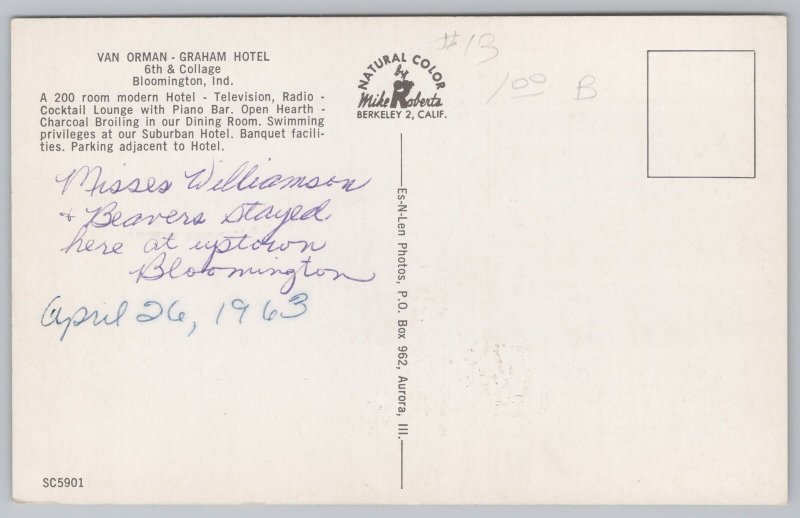 VAN ORMAN - GRAHAM HOTEL
6th & Collage
Bloomington, Ind.
A 200 room modern Hotel - Television, Radio -
Cocktail Lounge with Piano Bar. Open Hearth -
Charcoal Broiling in our Dining Room. Swimming
privileges at our Suburban Hotel. Banquet facili-
ties. Parking adjacent to Hotel.
Misses Williamson
& Beavers stayed
here at uptown
Bloomington
April 26, 1963
SC5901
NATURAL COLOR
by
Mike Roberts
BERKELEY 2, CALIF.
Es-N-Len Photos, P.O. Box 962, Aurora, Ill.
#13
1.00 B